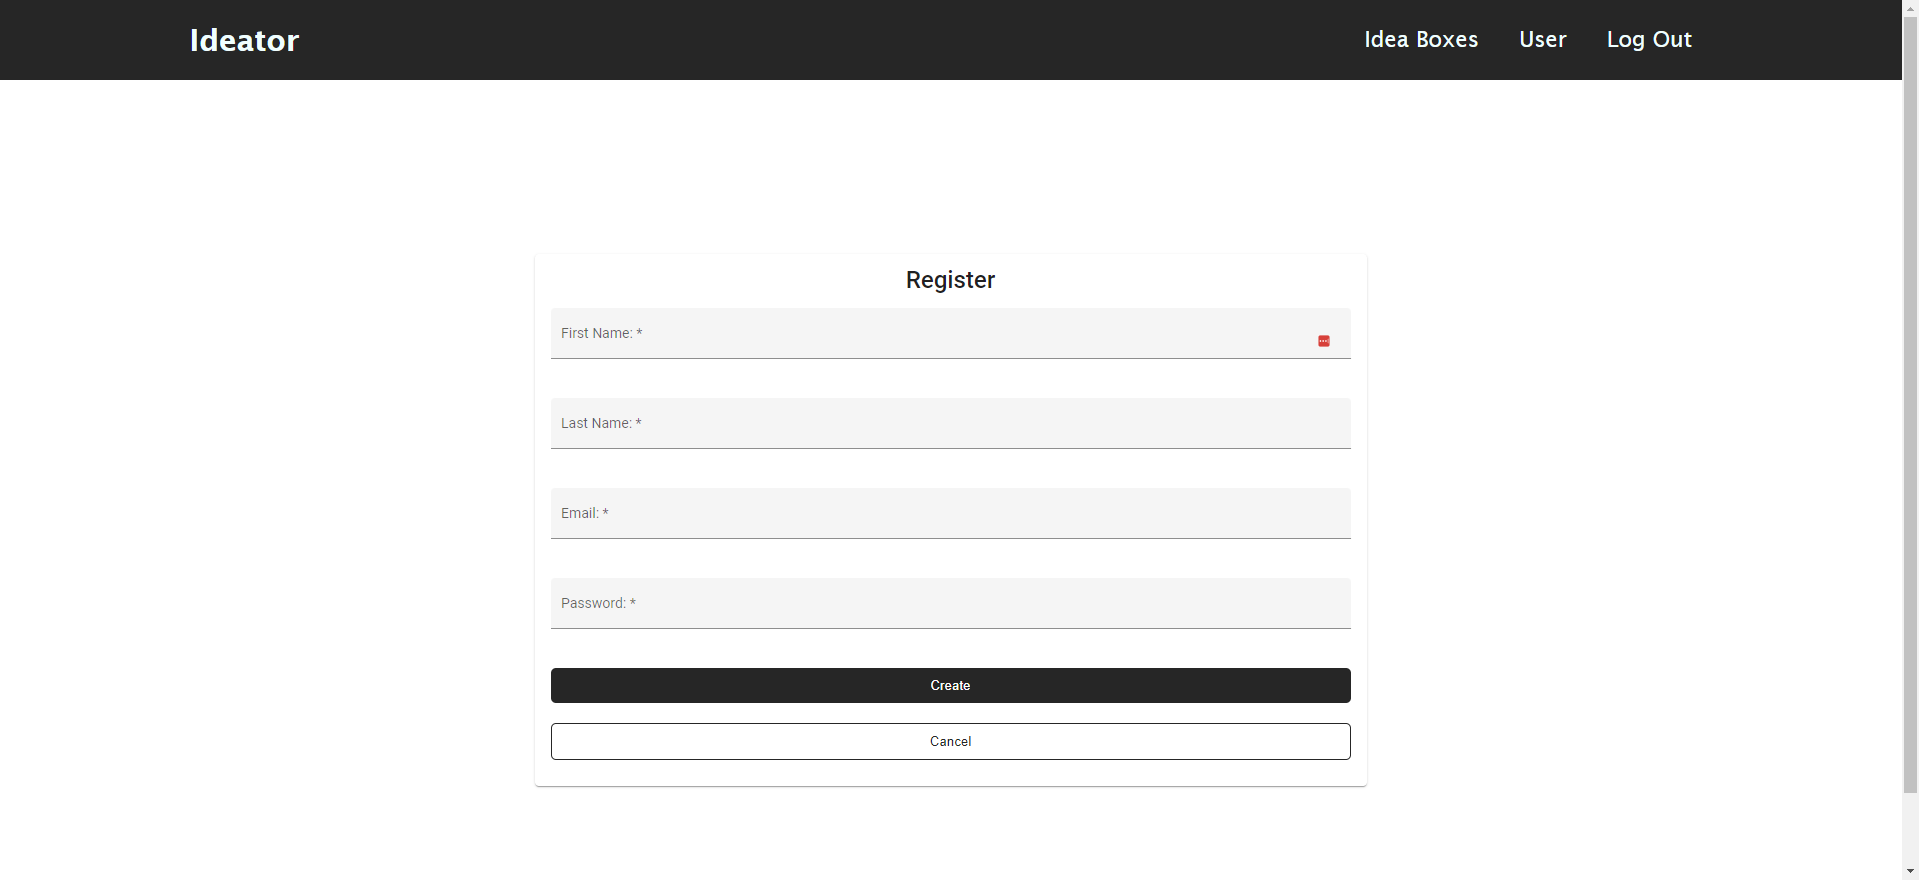 Ideator
Idea Boxes
User
Log Out
Register
First Name: *
Last Name: *
Email: *
Password: *
Create
Cancel